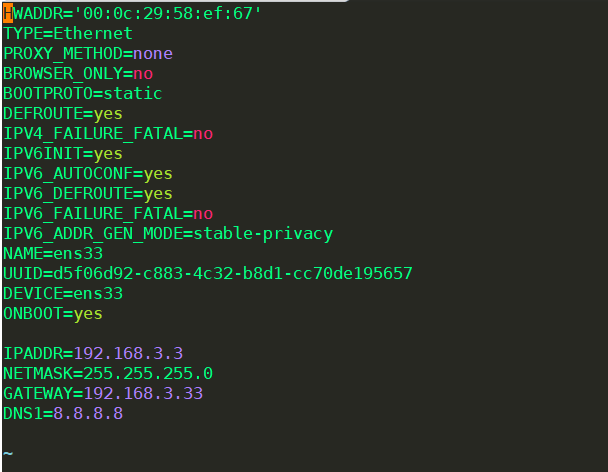 HWADDR='00:0c:29:58:ef:67'
TYPE=Ethernet
PROXY_METHOD=none
BROWSER_ONLY=no
BOOTPROTO=static
DEFROUTE=yes
IPV4_FAILURE_FATAL=no
IPV6INIT=yes
IPV6_AUTOCONF=yes
IPV6_DEFROUTE=yes
IPV6_FAILURE_FATAL=no
IPV6_ADDR_GEN_MODE=stable-privacy
NAME=ens33
UUID=d5f06d92-c883-4c32-b8d1-cc70de195657
DEVICE=ens33
ONBOOT=yes
IPADDR=192.168.3.3
NETMASK=255.255.255.0
GATEWAY=192.168.3.33
DNS1=8.8.8.8
~